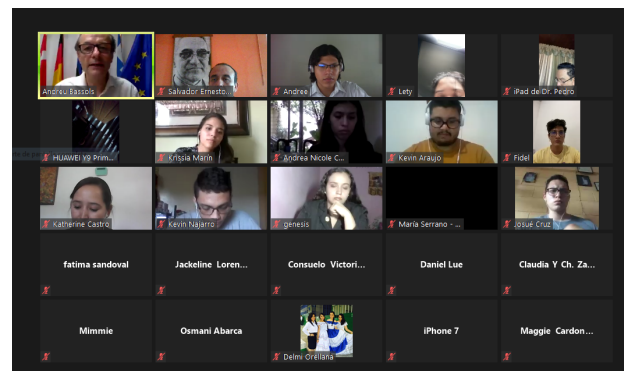 Andreu Bassols
Salvador Ernesto...
Andree
Lety
iPad de Dr. Pedro
HUAWEI Y9 Prim...
Krissia Marin
Andrea Nicole C...
Kevin Araujo
Fidel
Katherine Castro
Kevin Najarro
genesis
María Serrano - ...
Josué Cruz
fatima sandoval
Jackeline Loren...
Consuelo Victori...
Daniel Lue
Claudia Y Ch. Za...
Mimmie
Osmani Abarca
Delmi Orellana
iPhone 7
Maggie Cardon...